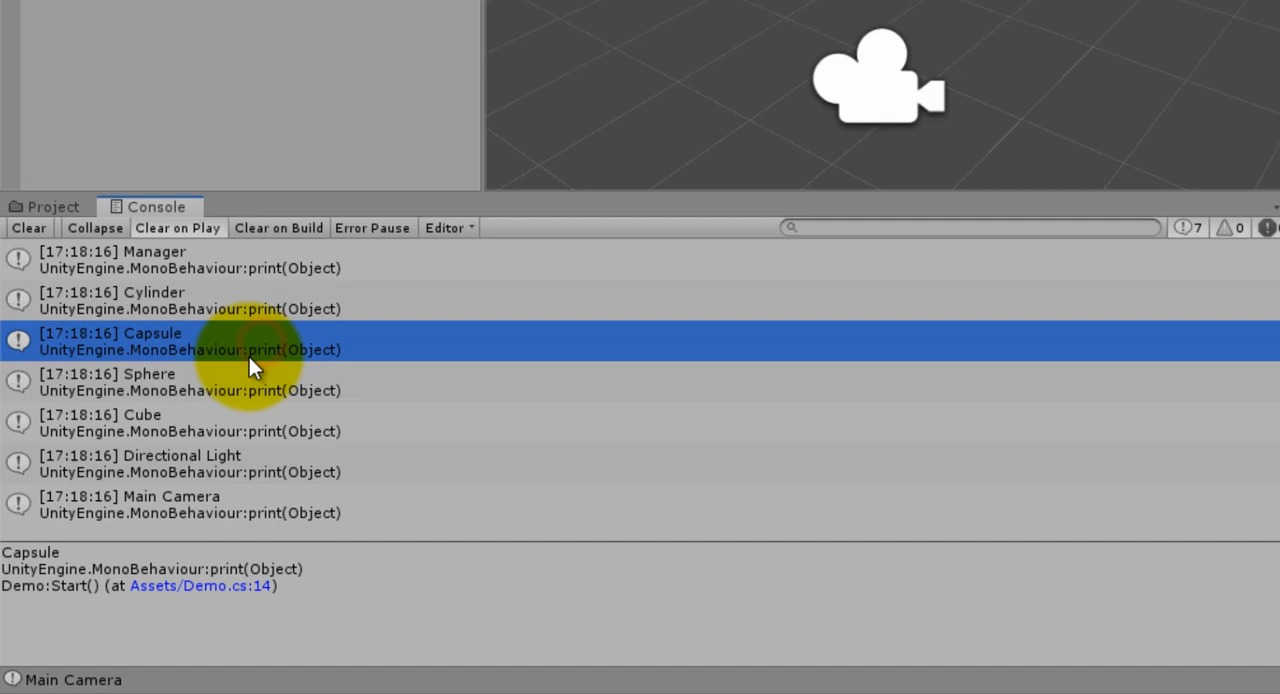 Project Console
Clear Collapse Clear on Play Clear on Build Error Pause Editor 7 0
[17:18:16] Manager
UnityEngine.MonoBehaviour:print(Object)
[17:18:16] Cylinder
UnityEngine.MonoBehaviour:print(Object)
[17:18:16] Capsule
UnityEngine.MonoBehaviour:print(Object)
[17:18:16] Sphere
UnityEngine.MonoBehaviour:print(Object)
[17:18:16] Cube
UnityEngine.MonoBehaviour:print(Object)
[17:18:16] Directional Light
UnityEngine.MonoBehaviour:print(Object)
[17:18:16] Main Camera
UnityEngine.MonoBehaviour:print(Object)
Capsule
UnityEngine.MonoBehaviour:print(Object)
Demo:Start() (at Assets/Demo.cs:14)
Main Camera